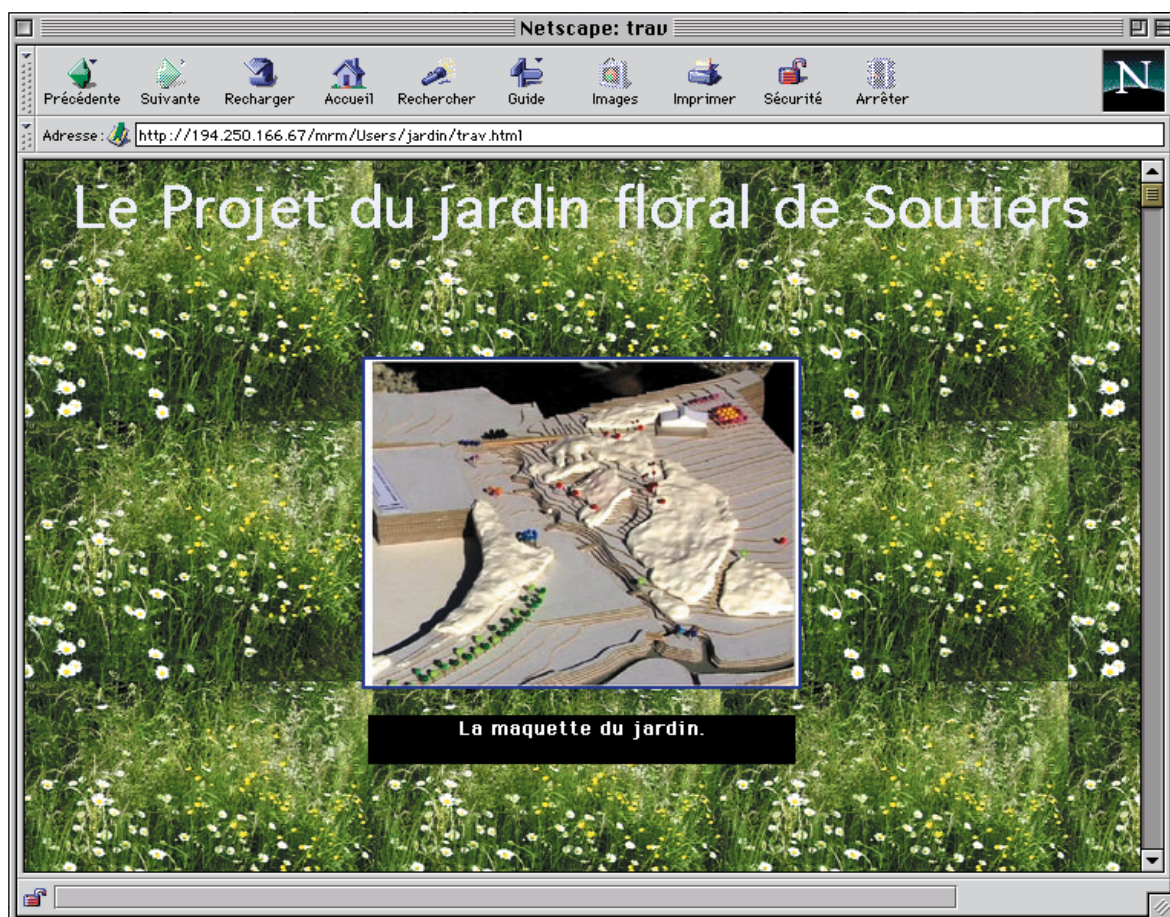 Netscape: trav
Précédente Suivante Recharger Accueil Rechercher Guide Images Imprimer Sécurité Arrêter
N
Adresse: http://194.250.166.67/mrm/Users/jardin/trav.html
Le Projet du jardin floral de Soutiers
La maquette du jardin.